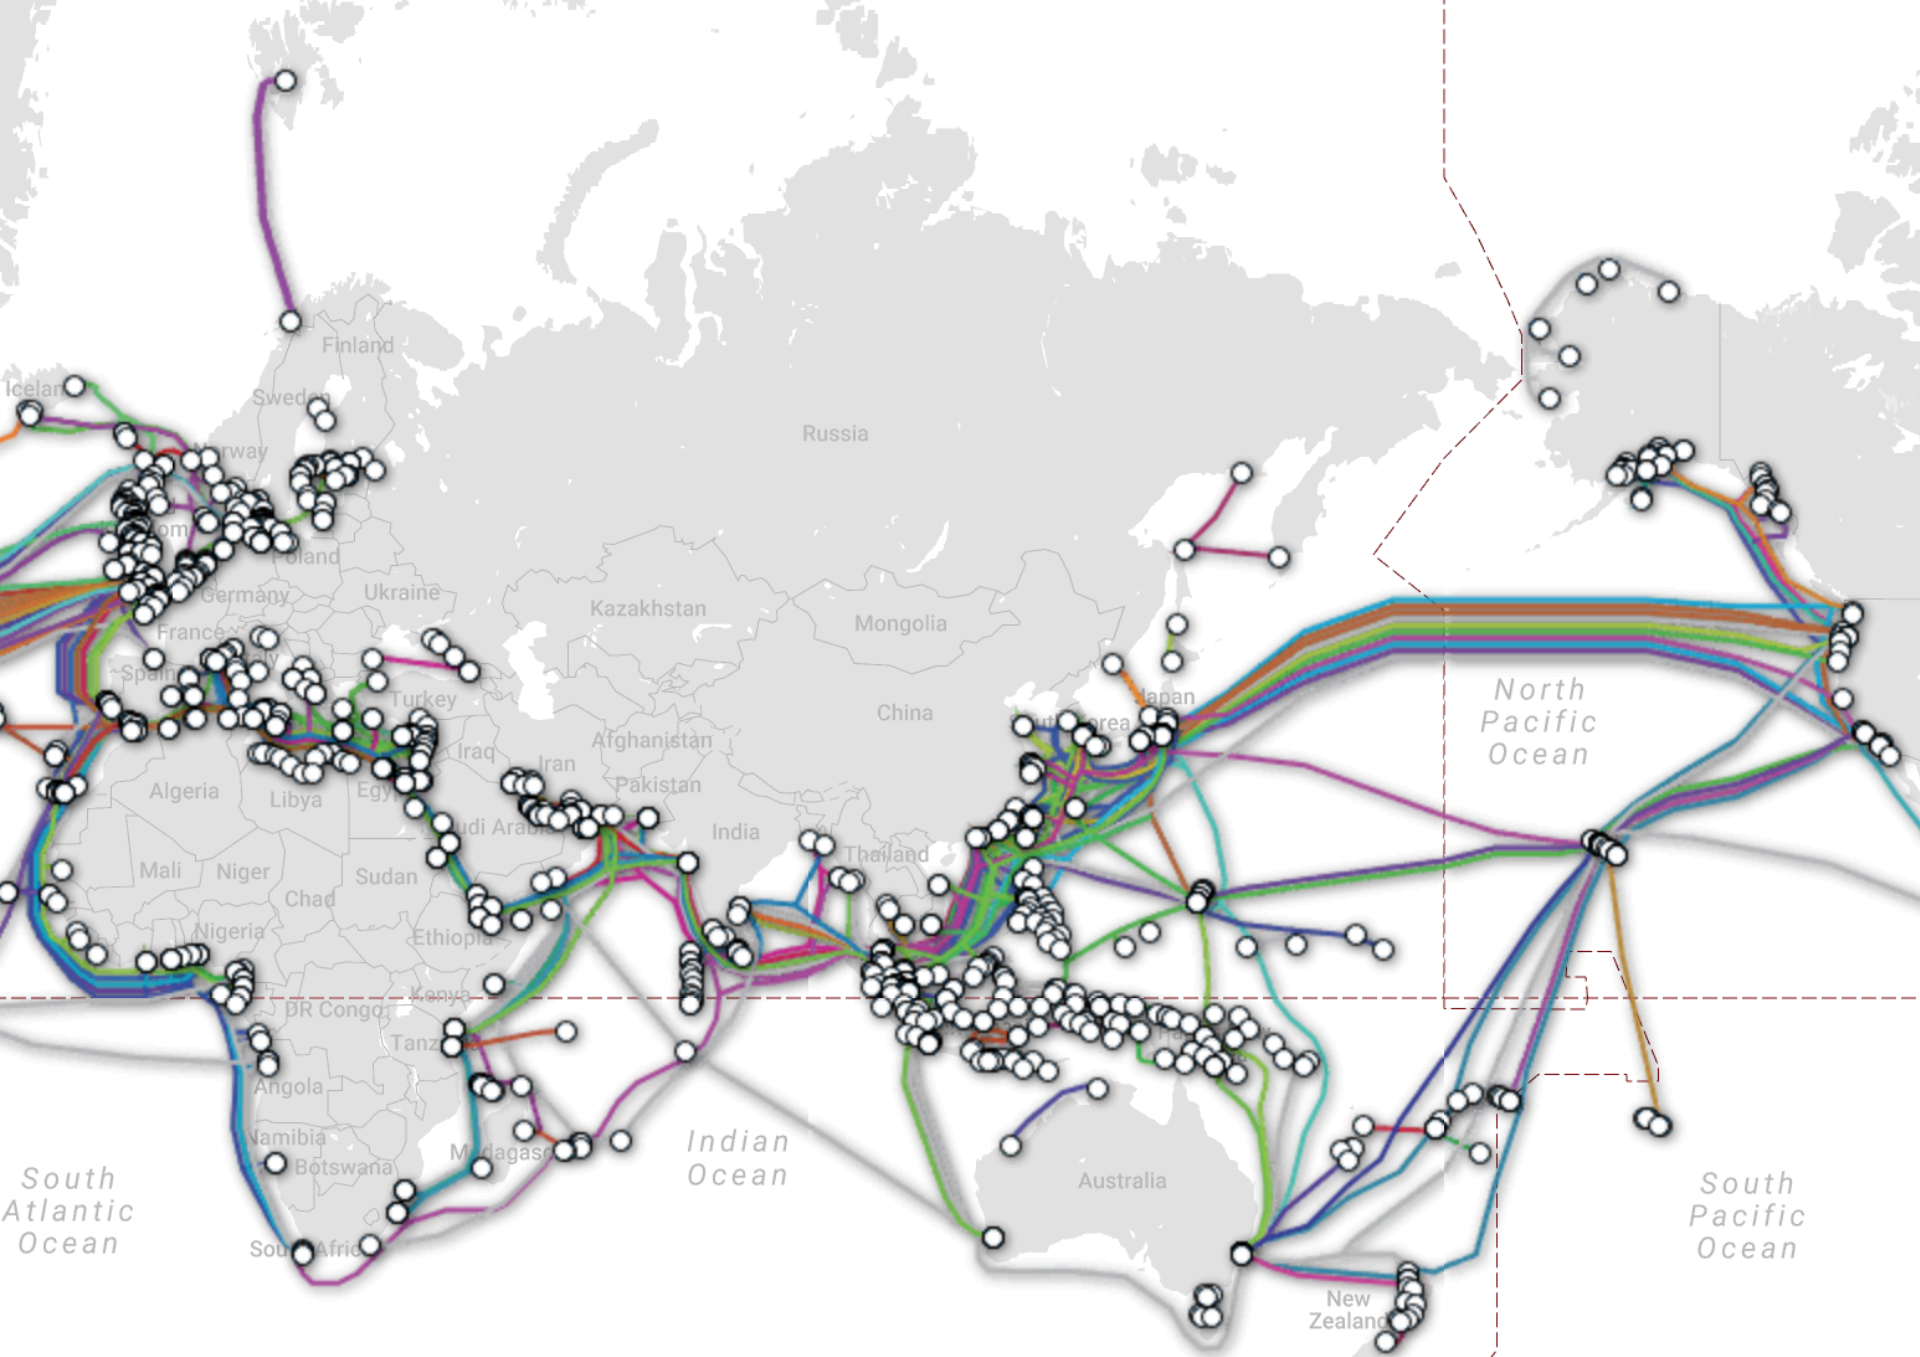 Finland
Sweden
Norway
Russia
Poland
Germany
Ukraine
Kazakhstan
Mongolia
France
Spain
Turkey
Japan
China
North
Pacific
Ocean
Iraq
Afghanistan
Iran
Pakistan
Algeria
Libya
India
Thailand
Mali
Niger
Sudan
Chad
Nigeria
Ethiopia
Kenya
DR Congo
Angola
Namibia
Botswana
Indian
Ocean
Australia
South
Atlantic
Ocean
South
Pacific
Ocean
New
Zealand